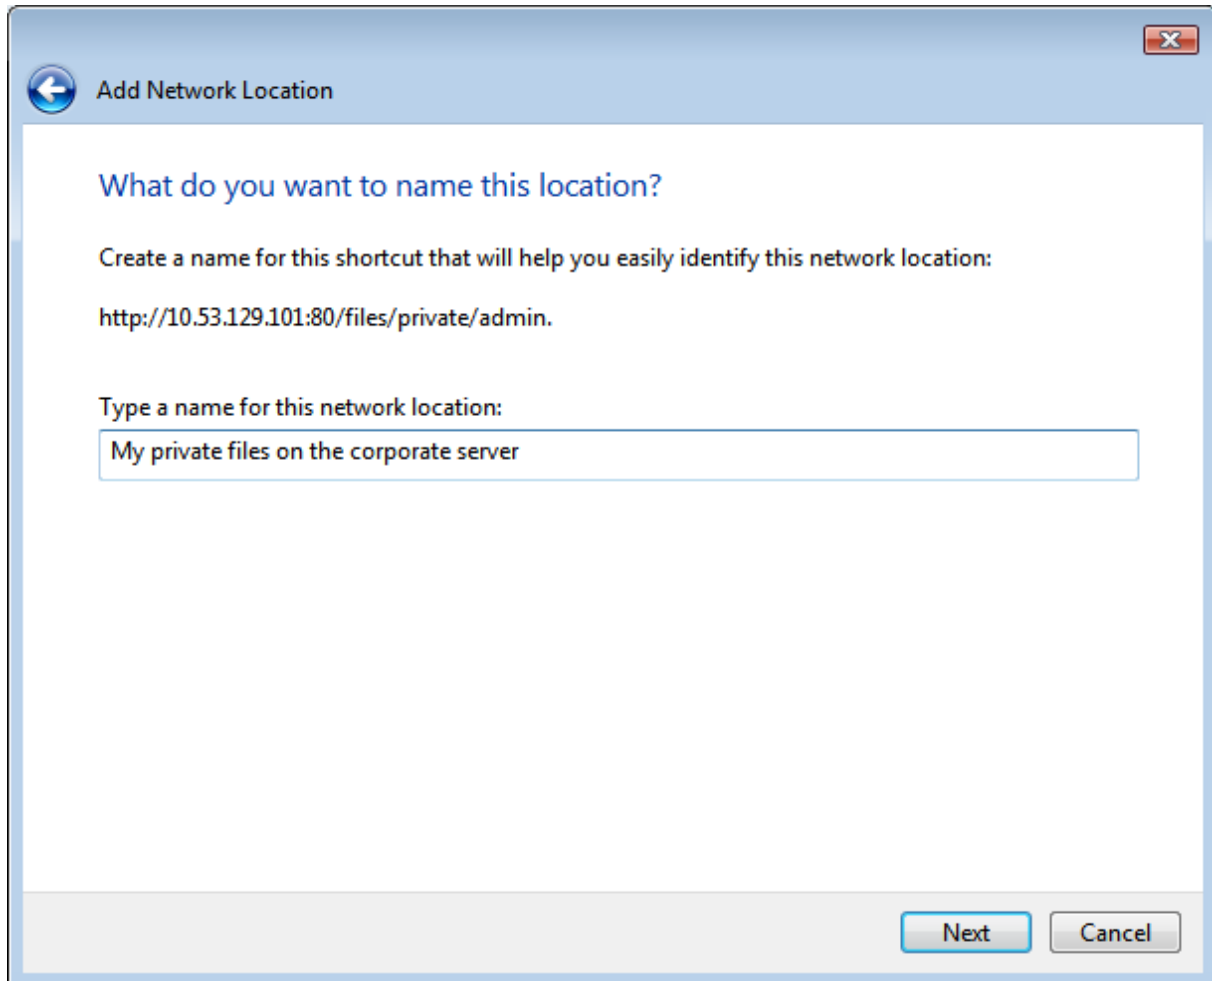 Add Network Location
What do you want to name this location?
Create a name for this shortcut that will help you easily identify this network location:
http://10.53.129.101:80/files/private/admin.
Type a name for this network location:
My private files on the corporate server
Next
Cancel